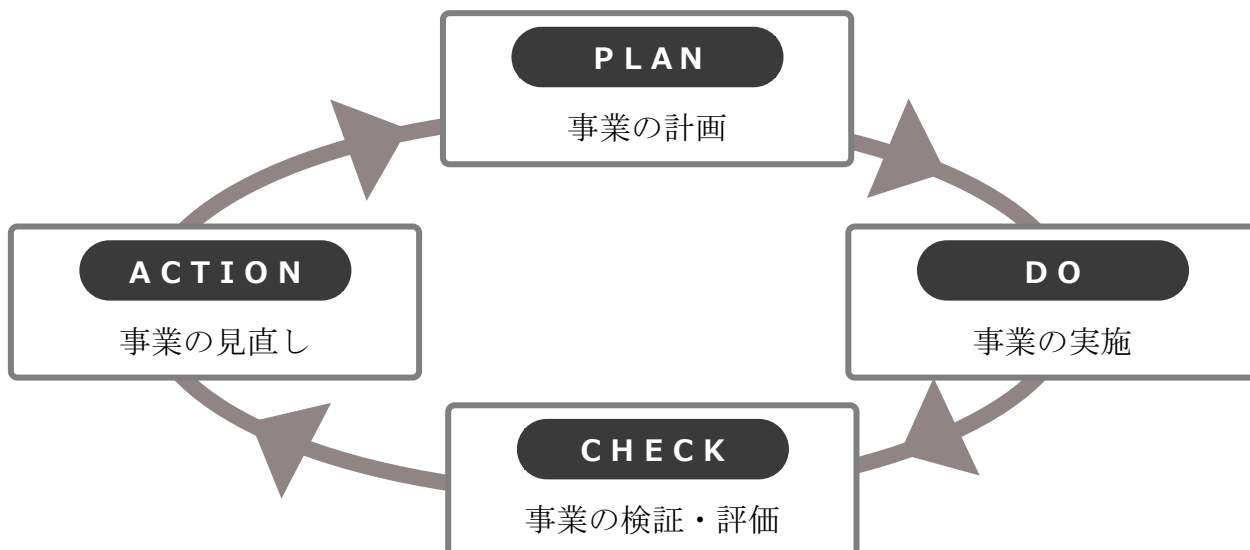 PLAN
事業の計画
ACTION
事業の見直し
DO
事業の実施
CHECK
事業の検証・評価